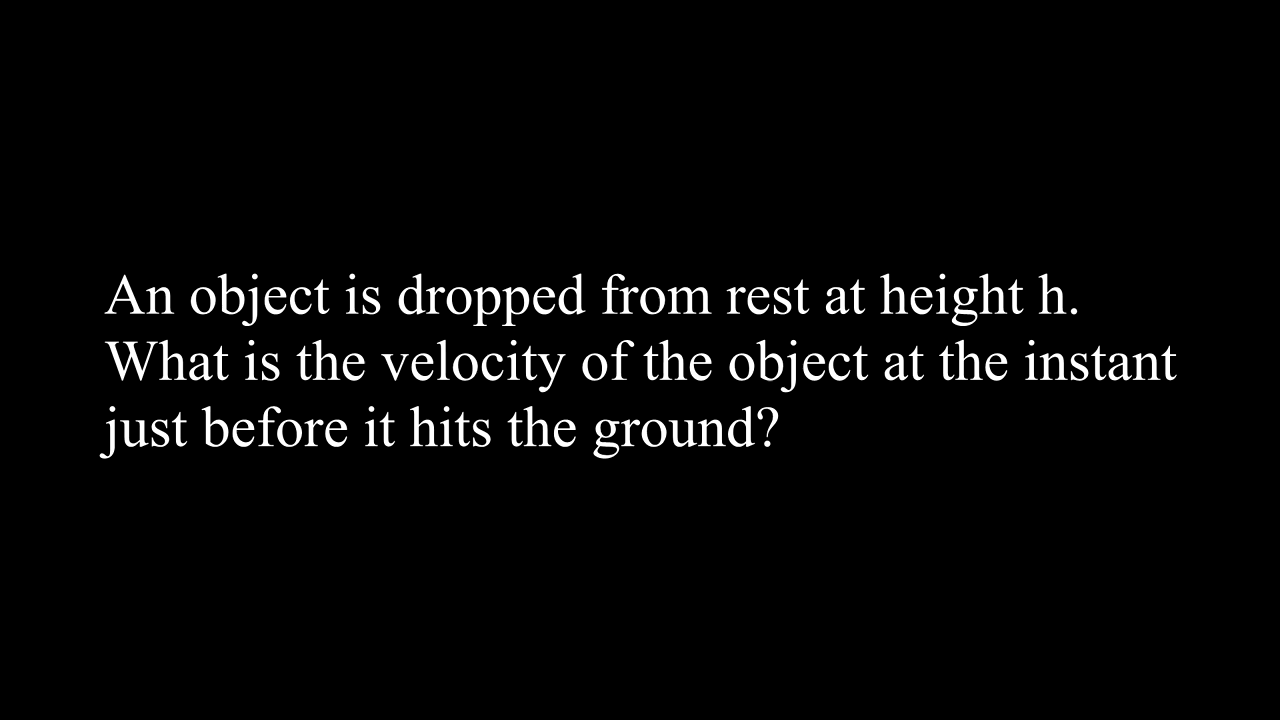 An object is dropped from rest at height h.
What is the velocity of the object at the instant
just before it hits the ground?